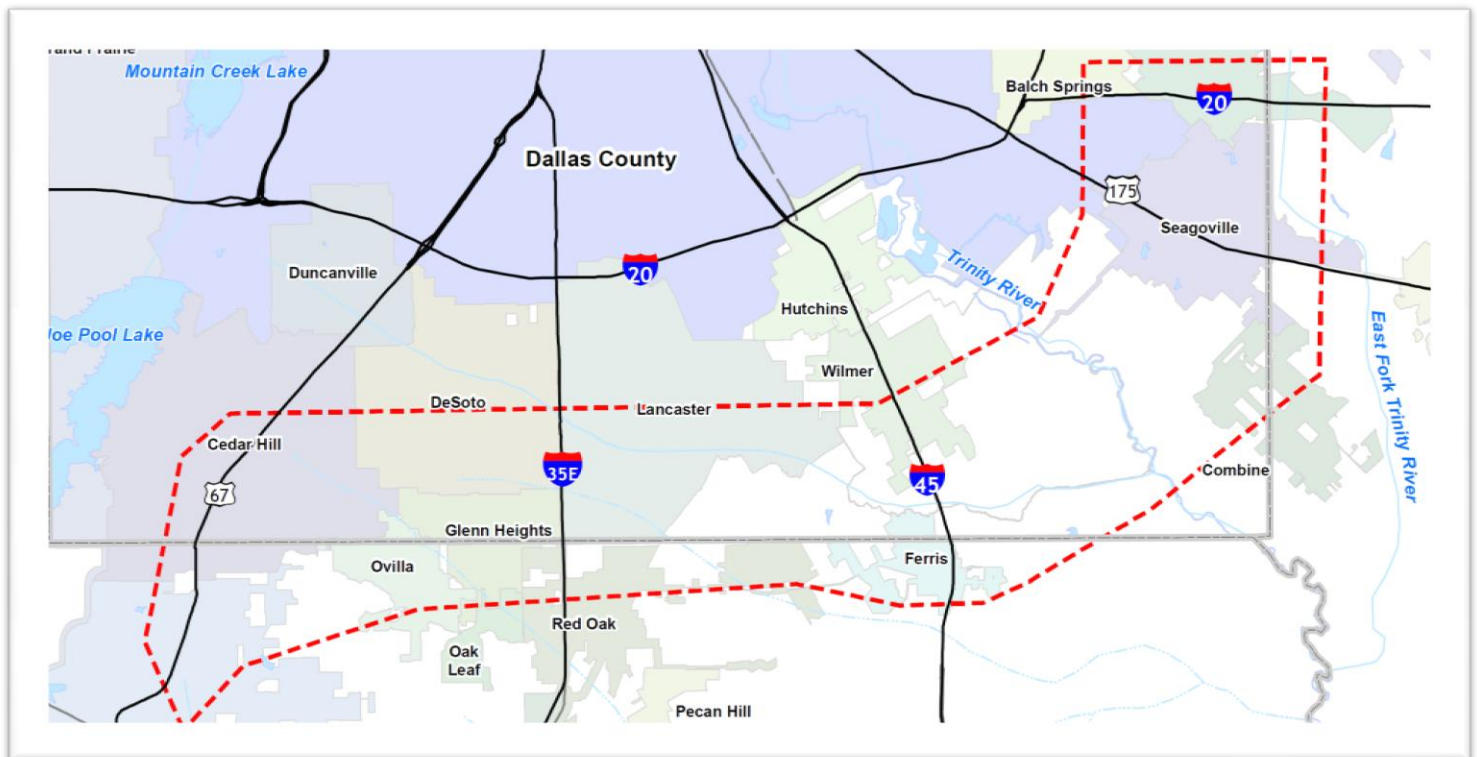 Mountain Creek Lake
Balch Springs
20
Dallas County
175
Seagoville
Duncanville
20
Trinity River
Hutchins
Joe Pool Lake
East Fork Trinity River
Wilmer
DeSoto
Lancaster
Cedar Hill
67
35E
45
Combine
Glenn Heights
Ovilla
Ferris
Red Oak
Oak
Leaf
Pecan Hill